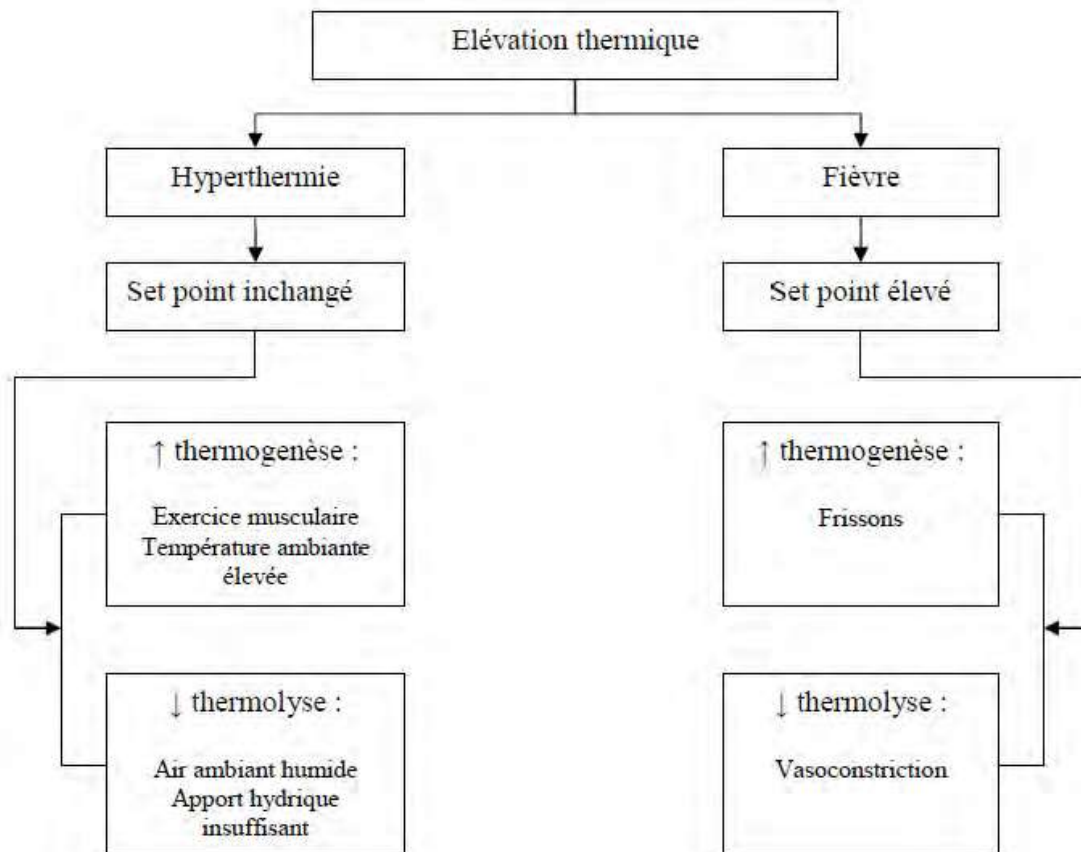 Elévation thermique
Hyperthermie
Fièvre
Set point inchangé
Set point élevé
↑ thermogenèse :
Exercice musculaire
Température ambiante
élevée
↑ thermogenèse :
Frissons
↓ thermolyse :
Air ambiant humide
Apport hydrique
insuffisant
↓ thermolyse :
Vasoconstriction